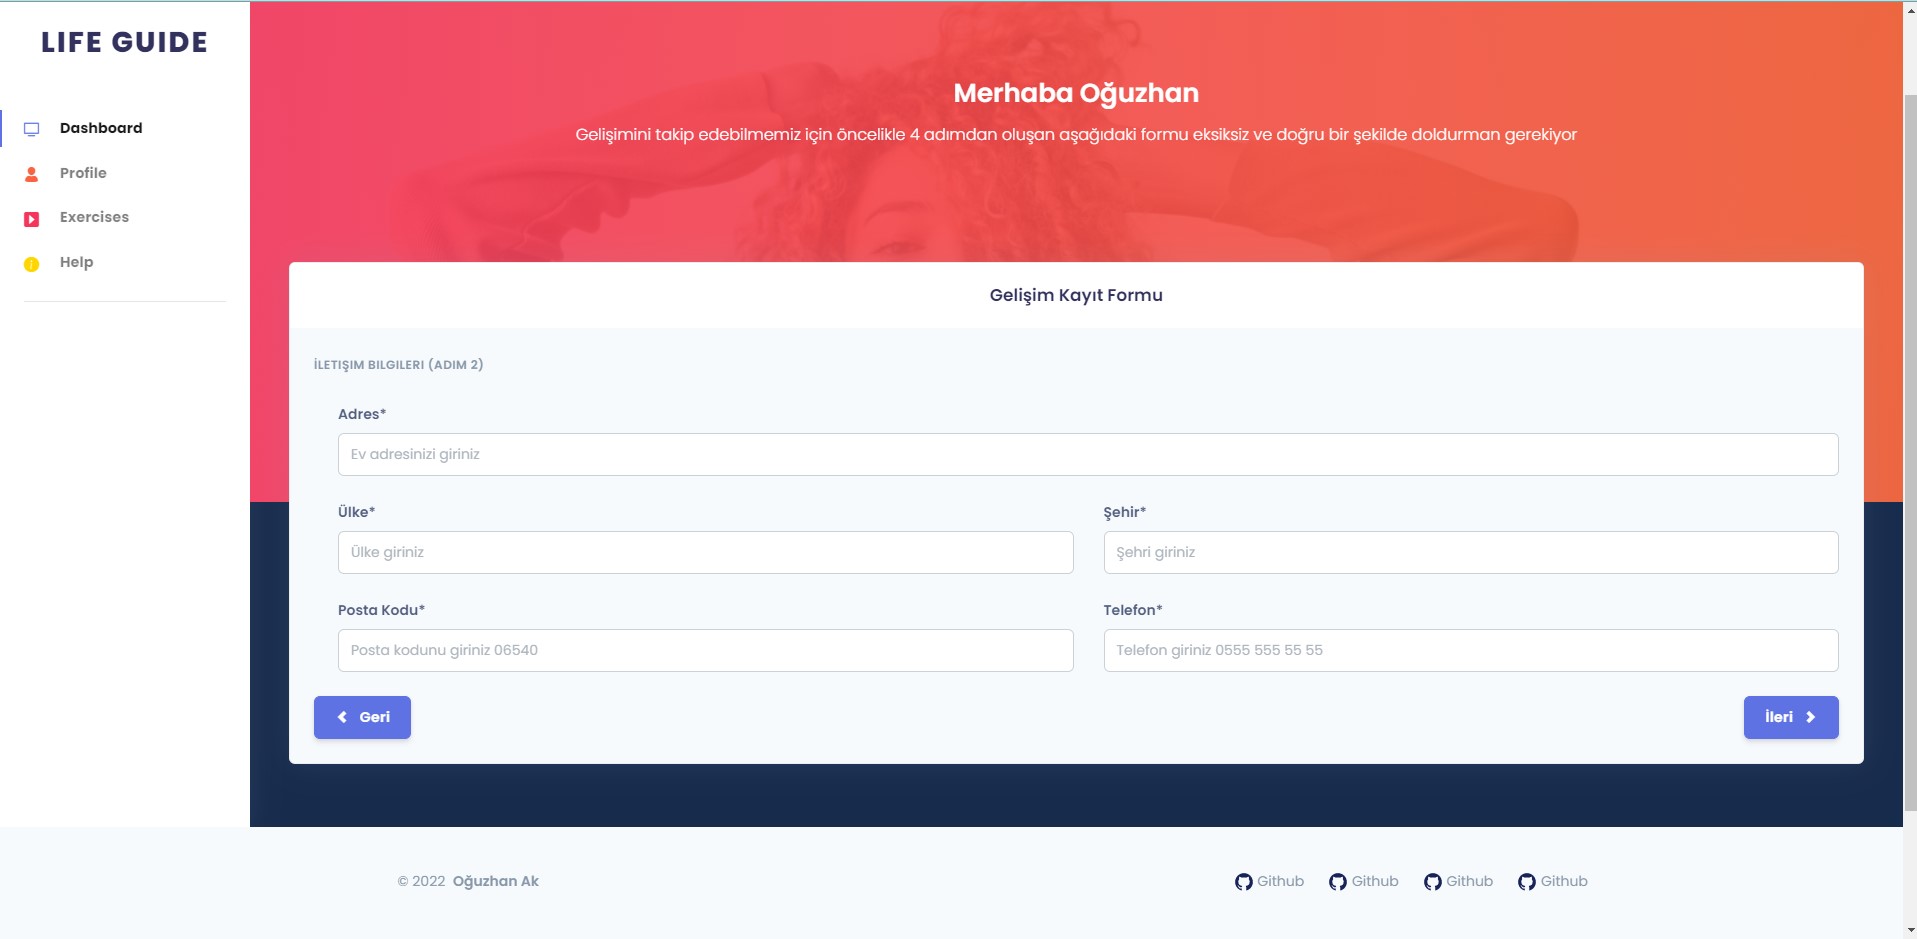 LIFE GUIDE
Dashboard
Profile
Exercises
Help
Merhaba Oğuzhan
Gelişimini takip edebilmemiz için öncelikle 4 adımdan oluşan aşağıdaki formu eksiksiz ve doğru bir şekilde doldurman gerekiyor
Gelişim Kayıt Formu
İLETIŞIM BILGILERI (ADIM 2)
Adres*
Ev adresinizi giriniz
Ülke*
Ülke giriniz
Şehir*
Şehri giriniz
Posta Kodu*
Posta kodunu giriniz 06540
Telefon*
Telefon giriniz 0555 555 55 55
Geri
İleri
© 2022 Oğuzhan Ak
Github Github Github Github